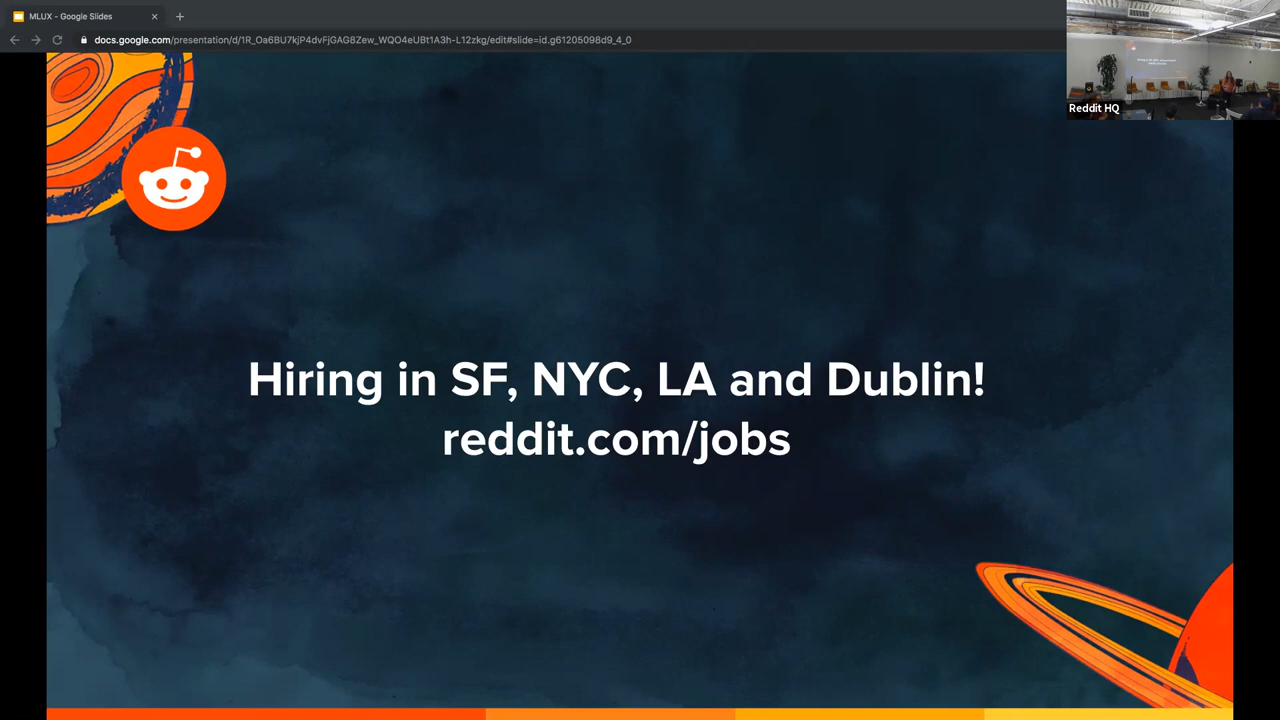 MLUX - Google Slides
docs.google.com/presentation/d/1R_Oa6BU7kjP4dvFjGAG8Zew_WQO4eUBt1A3h-L12zkg/edit#slide=id.g61205098d9_4_0
Reddit HQ
Hiring in SF, NYC, LA and Dublin!
reddit.com/jobs